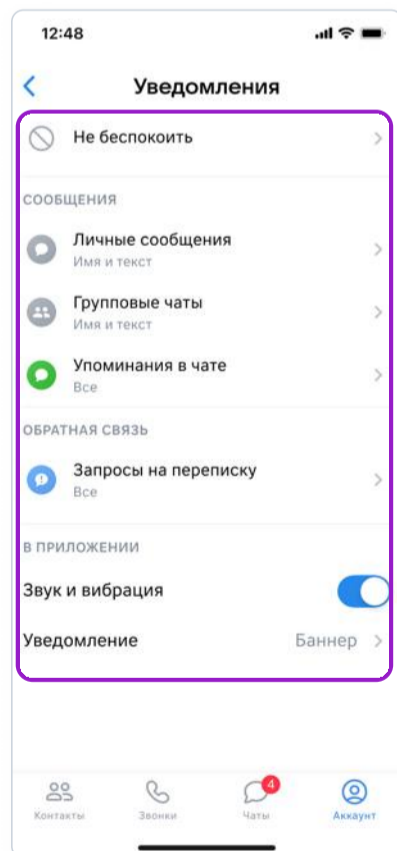 12:48
Уведомления
Не беспокоить
СООБЩЕНИЯ
Личные сообщения
Имя и текст
Групповые чаты
Имя и текст
Упоминания в чате
Все
ОБРАТНАЯ СВЯЗЬ
Запросы на переписку
Все
В ПРИЛОЖЕНИИ
Звук и вибрация
Уведомление Баннер
4
Контакты Звонки Чаты Аккаунт